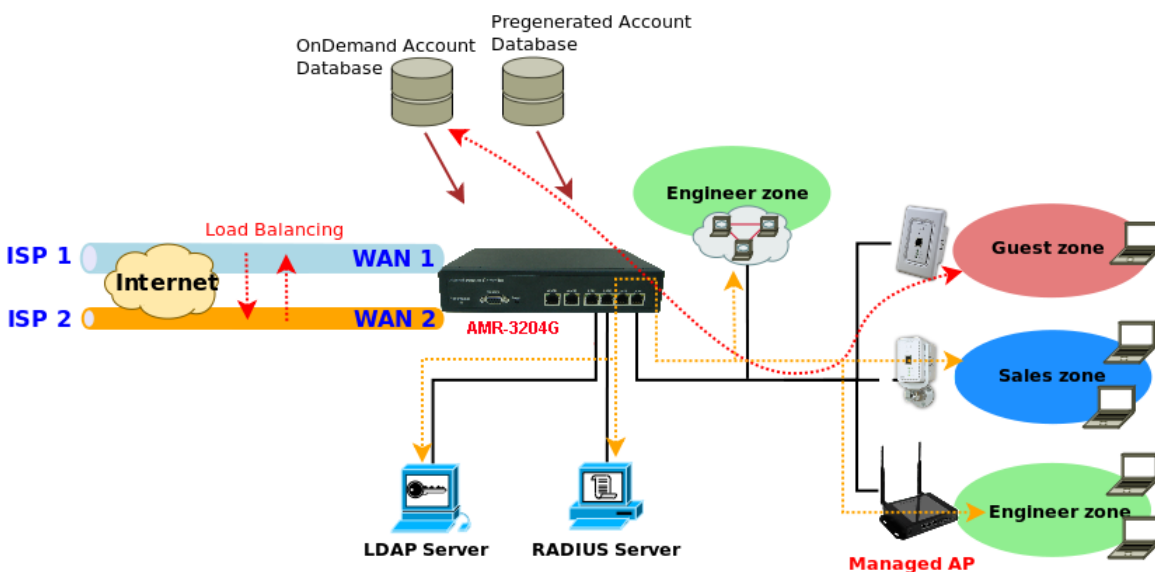 Pregenerated Account
Database
OnDemand Account
Database
Engineer zone
Load Balancing
ISP 1
WAN 1
Internet
Guest zone
ISP 2
WAN 2
AMR-3204G
Sales zone
LDAP Server
RADIUS Server
Engineer zone
Managed AP